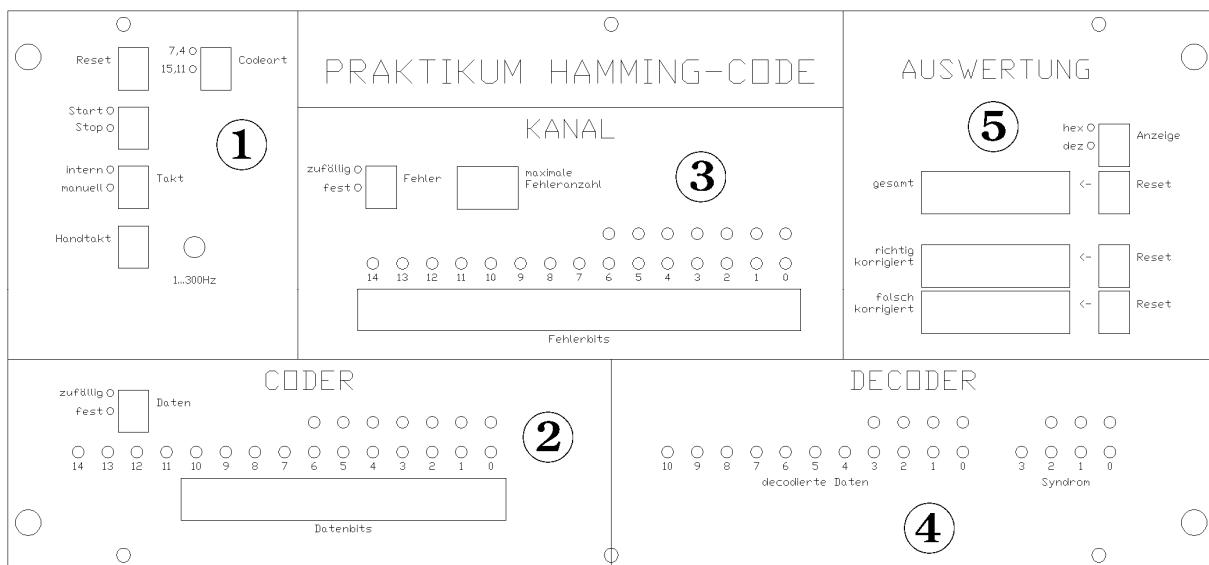 Reset
7,4
15,11
Codeart
Start
Stop
1
intern
manuell
Takt
Handtakt
1...300Hz
PRAKTIKUM HAMMING-CODE
KANAL
3
zufällig
fest
Fehler
maximale
Fehleranzahl
14 13 12 11 10 9 8 7 6 5 4 3 2 1 0
Fehlerbits
AUSWERTUNG
5
hex
dez
Anzeige
gesamt
<- Reset
richtig
korrigiert
<- Reset
falsch
korrigiert
<- Reset
CODER
zufällig
fest
Daten
2
14 13 12 11 10 9 8 7 6 5 4 3 2 1 0
Datenbits
DECODER
10 9 8 7 6 5 4 3 2 1 0
decodierte Daten
3 2 1 0
Syndrom
4